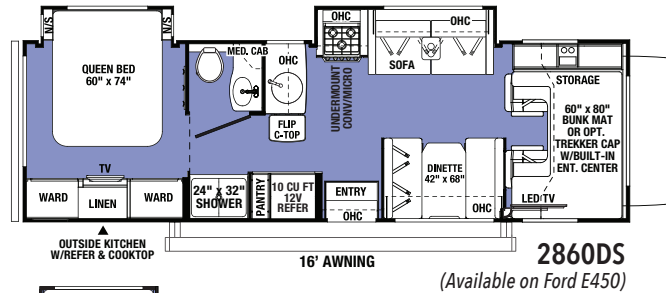 N/S
QUEEN BED
60" x 74"
N/S
MED. CAB
OHC
FLIP
C-TOP
OHC
UNDERMOUNT
CONV/MICRO
OHC
SOFA
STORAGE
60" x 80"
BUNK MAT
OR OPT.
TREKKER CAP
W/BUILT-IN
ENT. CENTER
LED TV
TV
WARD
LINEN
WARD
24" x 32"
SHOWER
PANTRY
10 CU FT
12V
REFER
ENTRY
OHC
DINETTE
42" x 68"
OHC
OUTSIDE KITCHEN
W/REFER & COOKTOP
16' AWNING
2860DS
(Available on Ford E450)